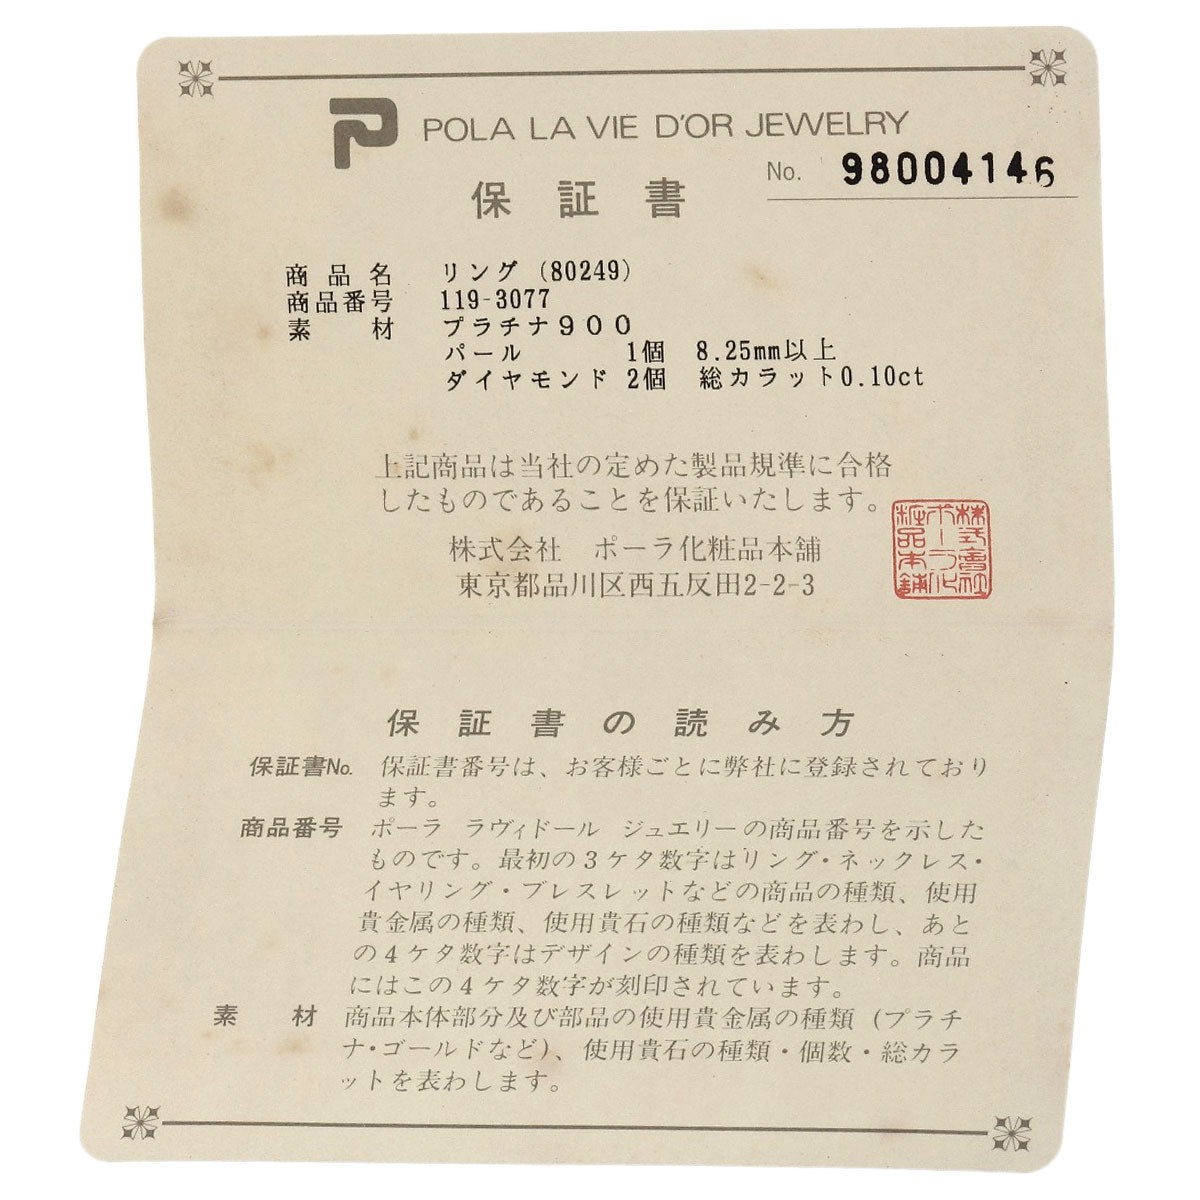 POLA LA VIE D'OR JEWELRY
No. 98004146
保証書
商品名 リング(80249)
商品番号 119-3077
素材 プラチナ900
パール 1個 8.25mm以上
ダイヤモンド 2個 総カラット0.10ct
上記商品は当社の定めた製品規準に合格
したものであることを保証いたします。
株式会社 ポーラ化粧品本舗
東京都品川区西五反田2-2-3
株式會社
ポーラ化
粧品本舗
保証書の読み方
保証書No. 保証書番号は、お客様ごとに弊社に登録されており
ます。
商品番号 ポーラ ラヴィドール ジュエリーの商品番号を示した
ものです。最初の3ケタ数字はリング・ネックレス・
イヤリング・ブレスレットなどの商品の種類、使用
貴金属の種類、使用貴石の種類などを表わし、あと
の4ケタ数字はデザインの種類を表わします。商品
にはこの4ケタ数字が刻印されています。
素材 商品本体部分及び部品の使用貴金属の種類(プラチ
ナ・ゴールドなど)、使用貴石の種類・個数・総カラ
ットを表わします。